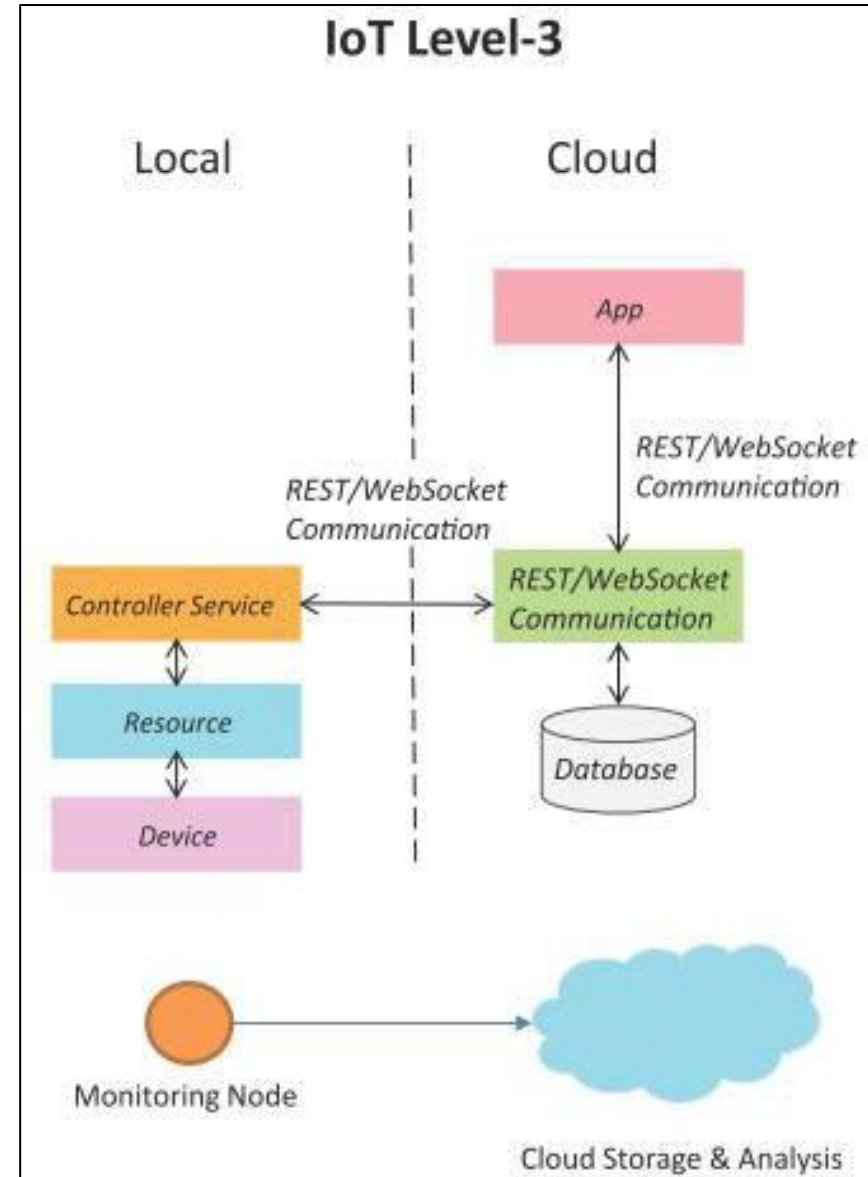 IoT Level-3
Local
Cloud
App
REST/WebSocket
Communication
REST/WebSocket
Communication
Controller Service
REST/WebSocket
Communication
Resource
Database
Device
Monitoring Node
Cloud Storage & Analysis